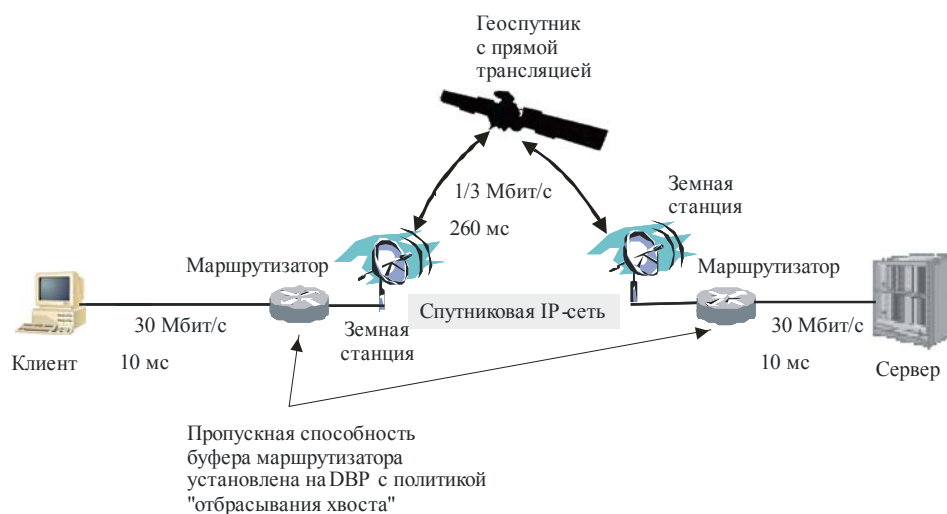 Геоспутник
с прямой
трансляцией
1/3 Мбит/с
260 мс
Земная
станция
Маршрутизатор
Маршрутизатор
Клиент
30 Мбит/с
10 мс
Земная
станция
Спутниковая IP-сеть
30 Мбит/с
10 мс
Сервер
Пропускная способность
буфера маршрутизатора
установлена на DBP с политикой
"отбрасывания хвоста"